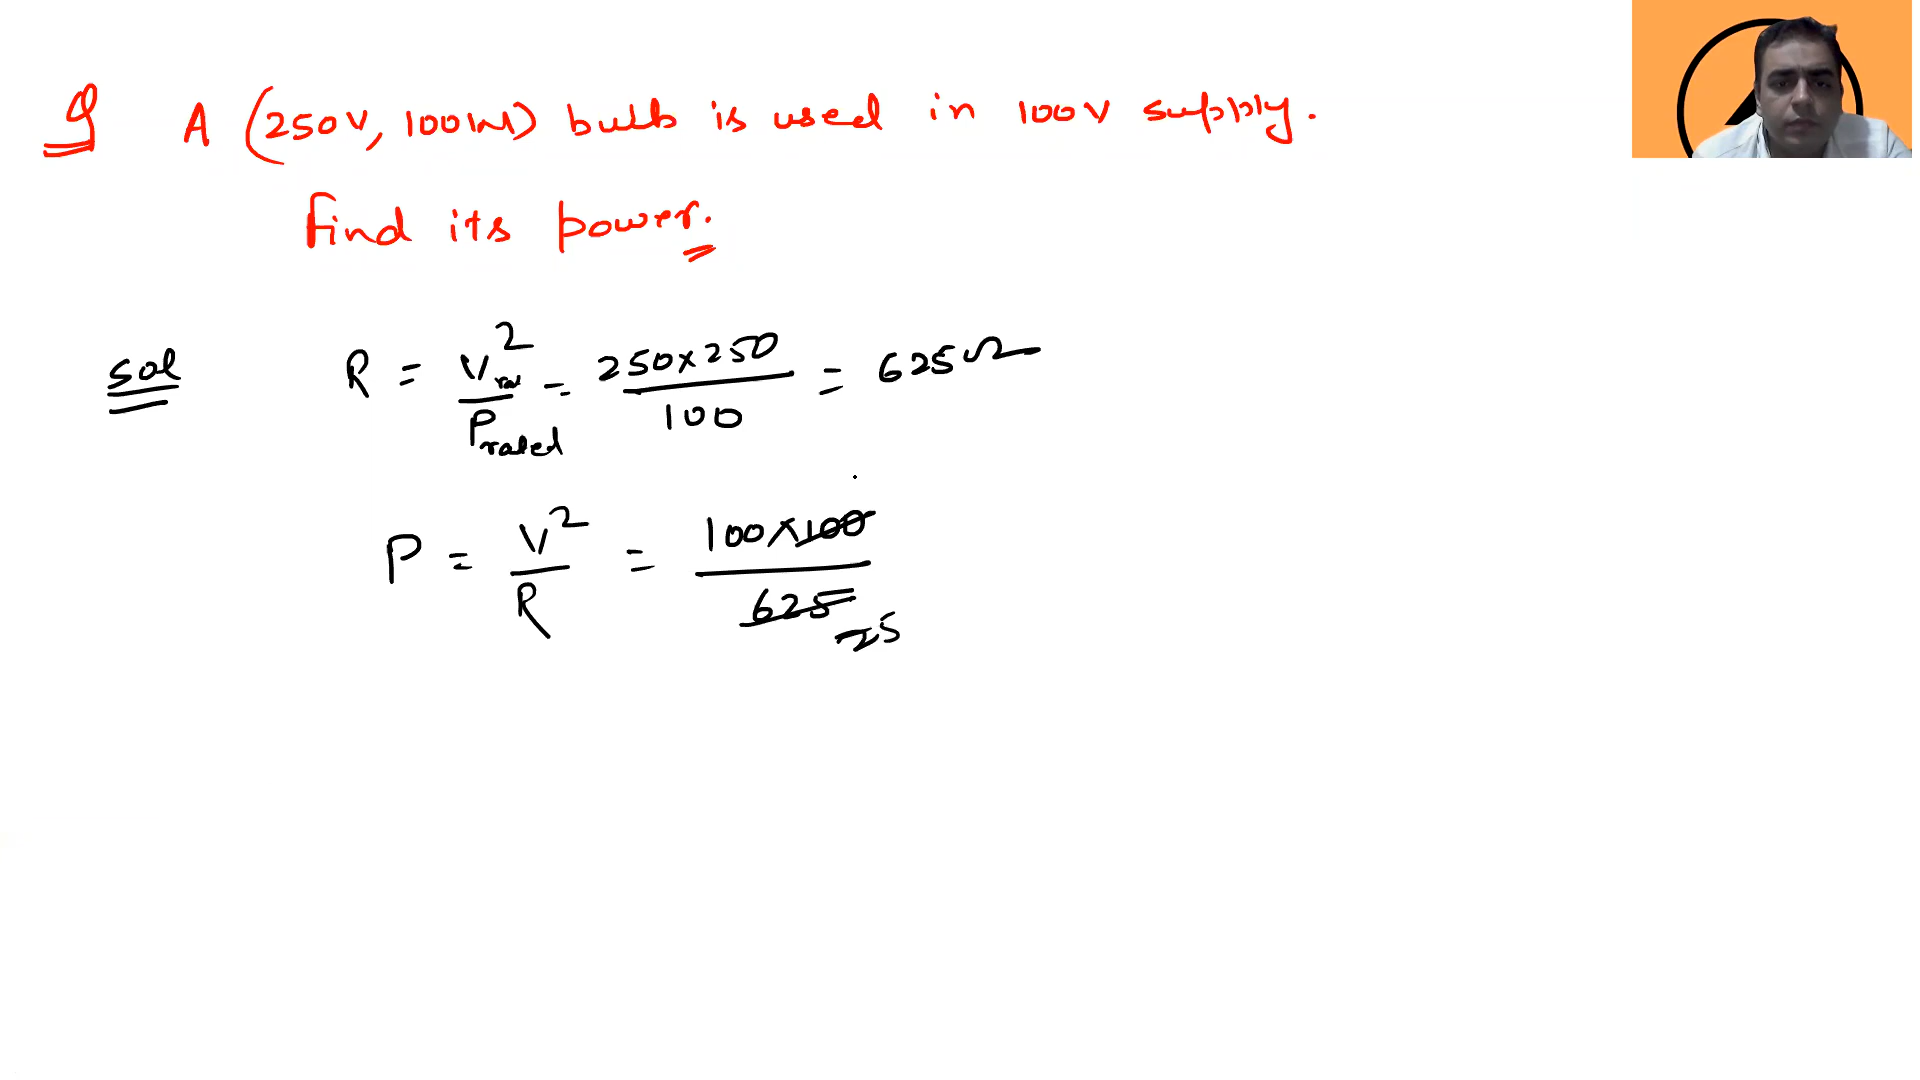 Q A (250V, 100W) bulb is used in 100V supply.
Find its power.
Sol R = V²rat / Prated = 250×250 / 100 = 625Ω
P = V² / R = 100×100 / 625 25